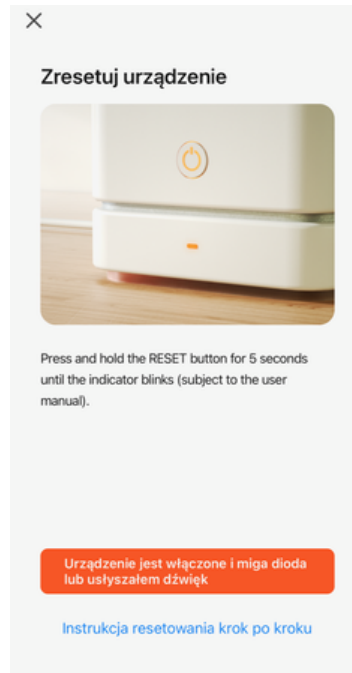 Zresetuj urządzenie
Press and hold the RESET button for 5 seconds
until the indicator blinks (subject to the user
manual).
Urządzenie jest włączone i miga dioda
lub usłyszałem dźwięk
Instrukcja resetowania krok po kroku